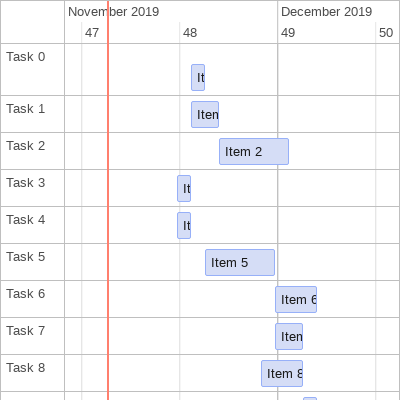 November 2019 December 2019
47 48 49 50
Task 0
It
Task 1
Item
Task 2
Item 2
Task 3
It
Task 4
It
Task 5
Item 5
Task 6
Item 6
Task 7
Item
Task 8
Item 8